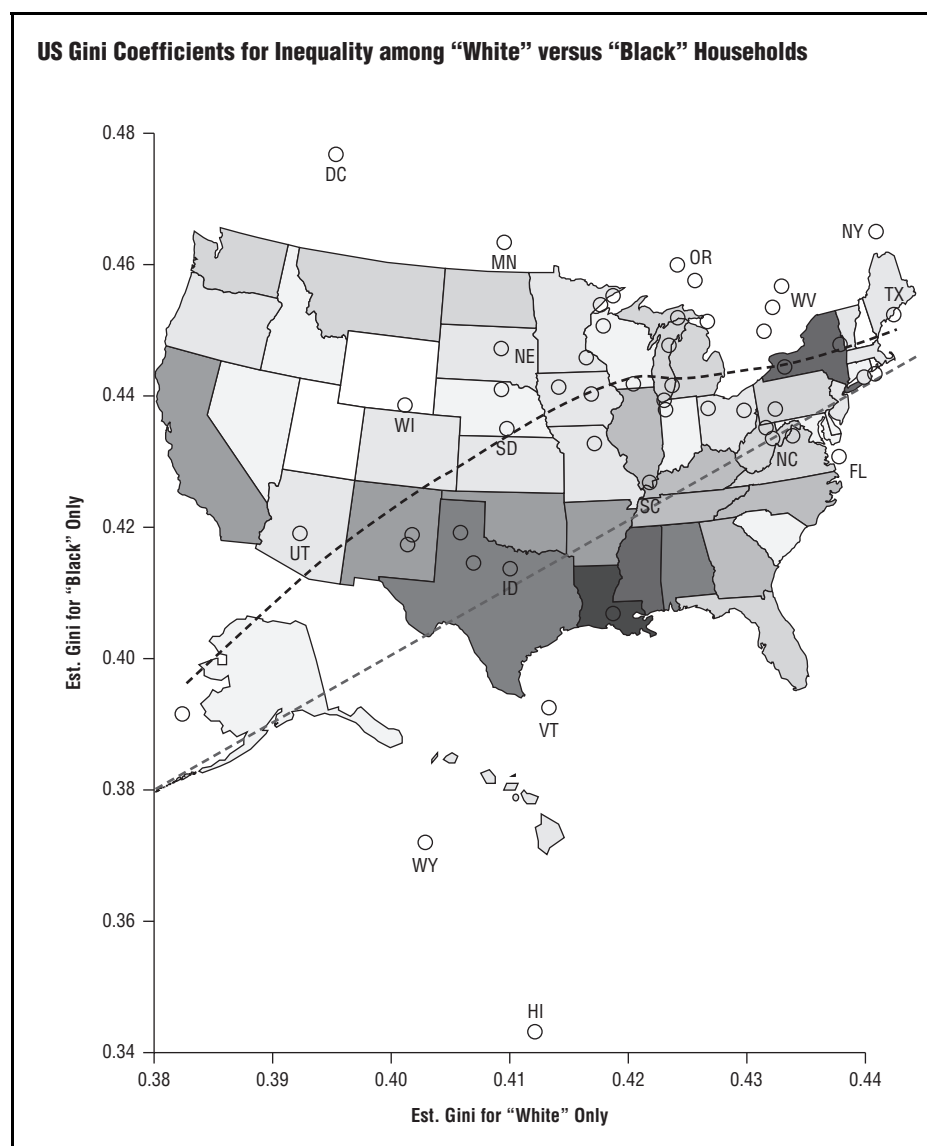 US Gini Coefficients for Inequality among “White” versus “Black” Households
0.48
DC
NY
0.46
MN
OR
WV
TX
NE
0.44
WI
SD
NC
FL
SC
Est. Gini for “Black” Only
0.42
UT
ID
0.40
VT
0.38
WY
0.36
HI
0.34
0.38 0.39 0.40 0.41 0.42 0.43 0.44
Est. Gini for “White” Only